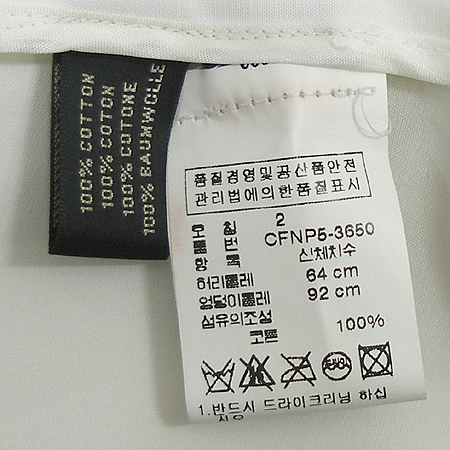 100% COTTON
100% COTON
100% COTONE
100% BAUMWOLLE
품질경영및공산품안전
관리법에의한품질표시
호 칭 2
품 번 CFNP5-3650
항 목 신체치수
허리둘레 64 cm
엉덩이둘레 92 cm
섬유의조성
코튼 100%
1.반드시 드라이크리닝 하십
시오